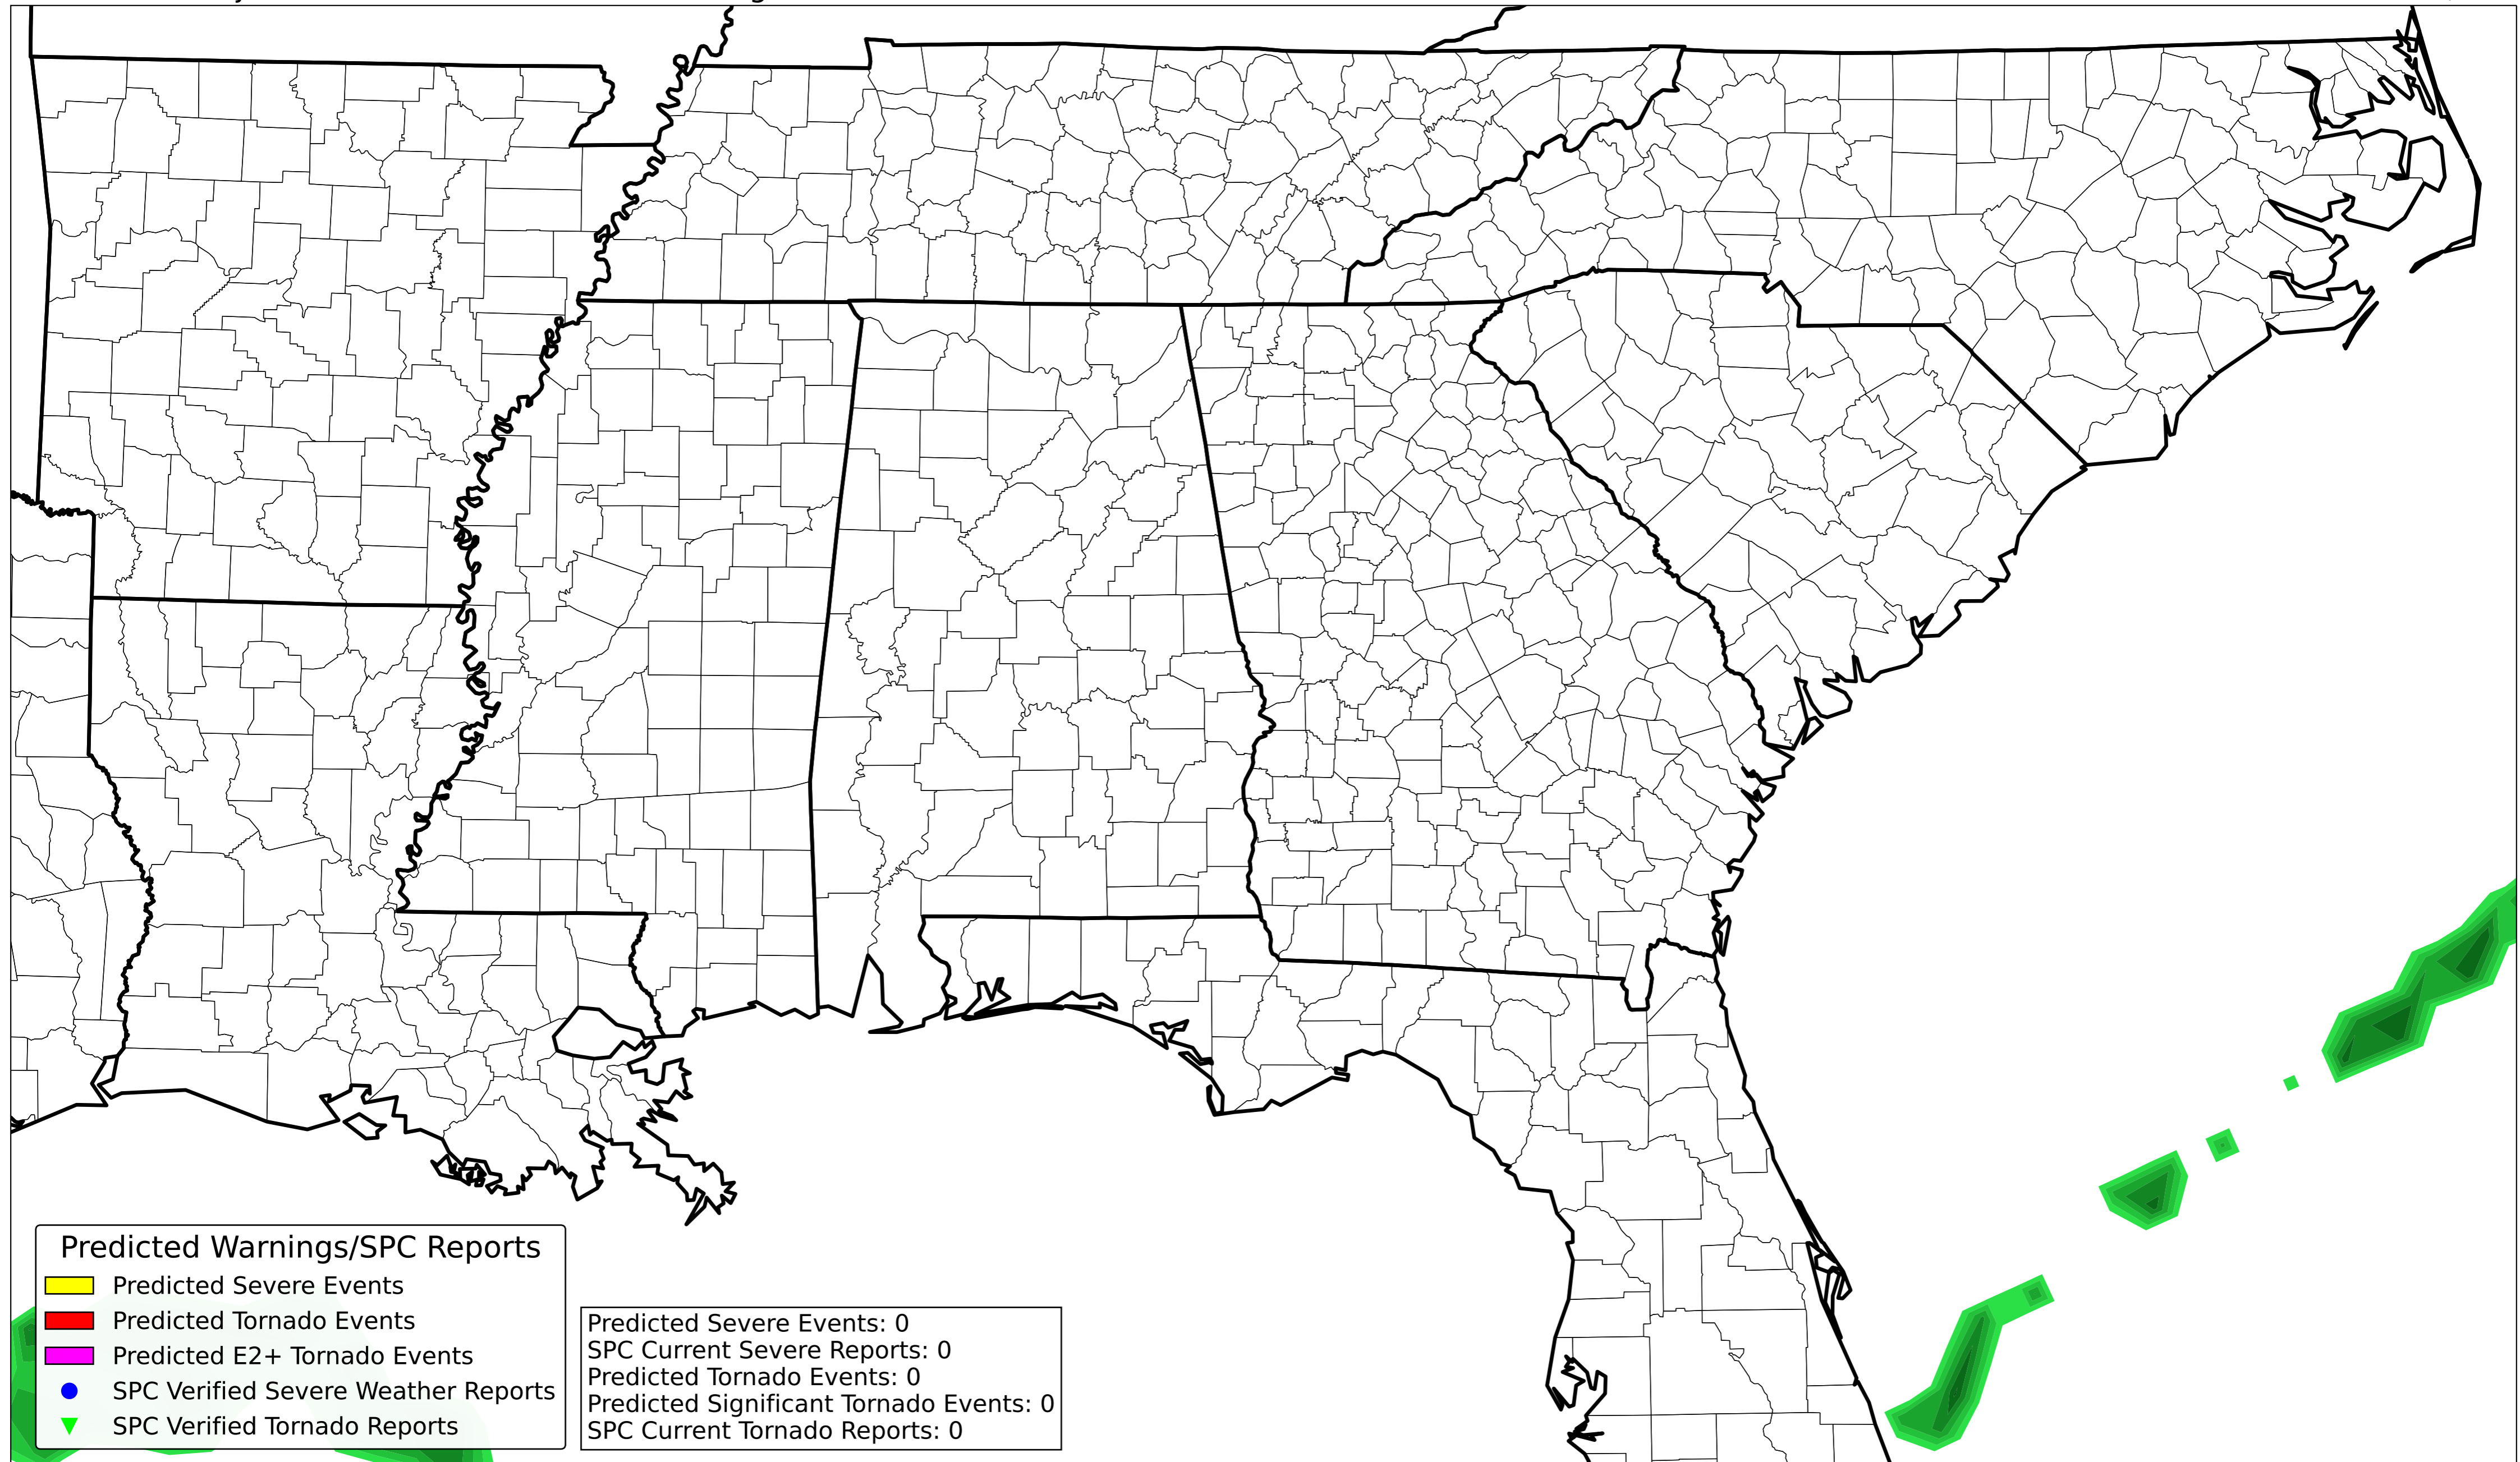 Predicted Warnings/SPC Reports
Predicted Severe Events
Predicted Tornado Events
Predicted E2+ Tornado Events
SPC Verified Severe Weather Reports
SPC Verified Tornado Reports
Predicted Severe Events: 0
SPC Current Severe Reports: 0
Predicted Tornado Events: 0
Predicted Significant Tornado Events: 0
SPC Current Tornado Reports: 0